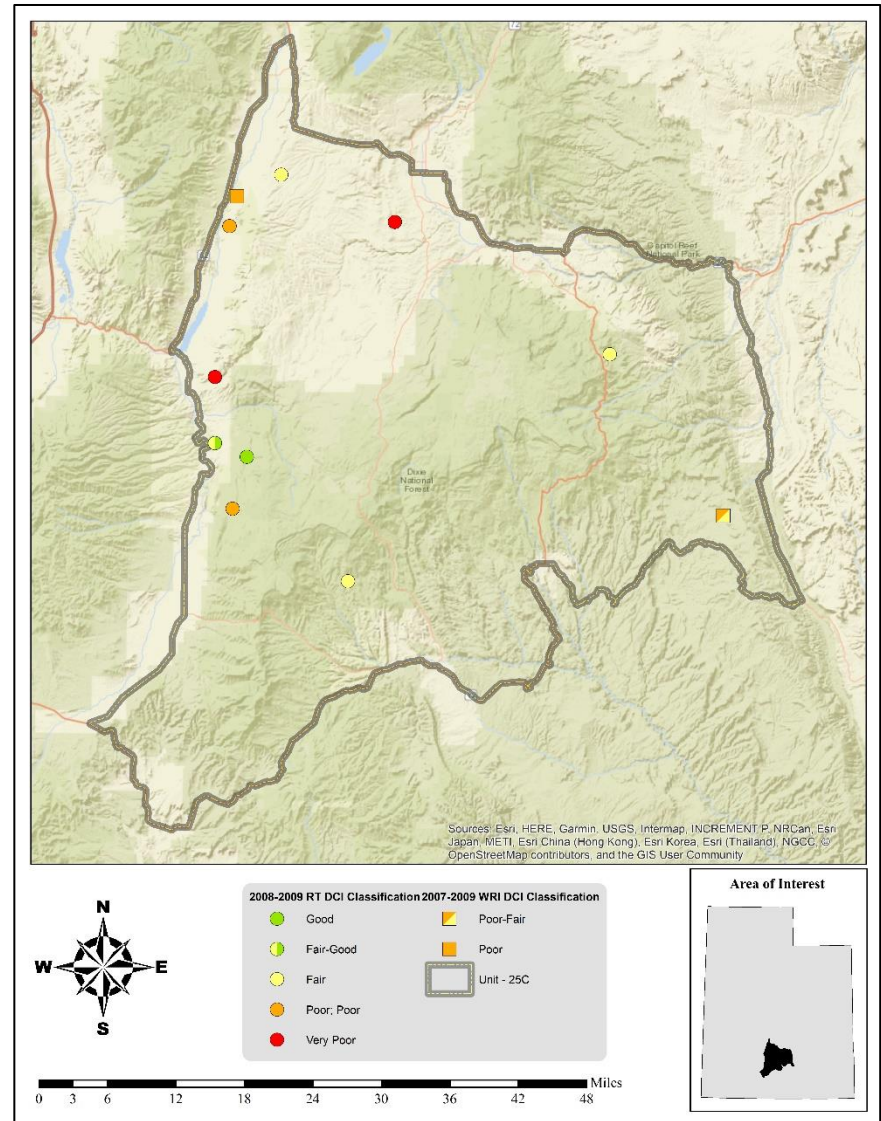 72
Capitol Reef
National Park
Dixie
National
Forest
Sources: Esri, HERE, Garmin, USGS, Intermap, INCREMENT P, NRCan, Esri
Japan, METI, Esri China (Hong Kong), Esri Korea, Esri (Thailand), NGCC, ©
OpenStreetMap contributors, and the GIS User Community
N
W E
S
2008-2009 RT DCI Classification 2007-2009 WRI DCI Classification
Good Poor-Fair
Fair-Good Poor
Fair Unit - 25C
Poor; Poor
Very Poor
Area of Interest
Miles
0 3 6 12 18 24 30 36 42 48